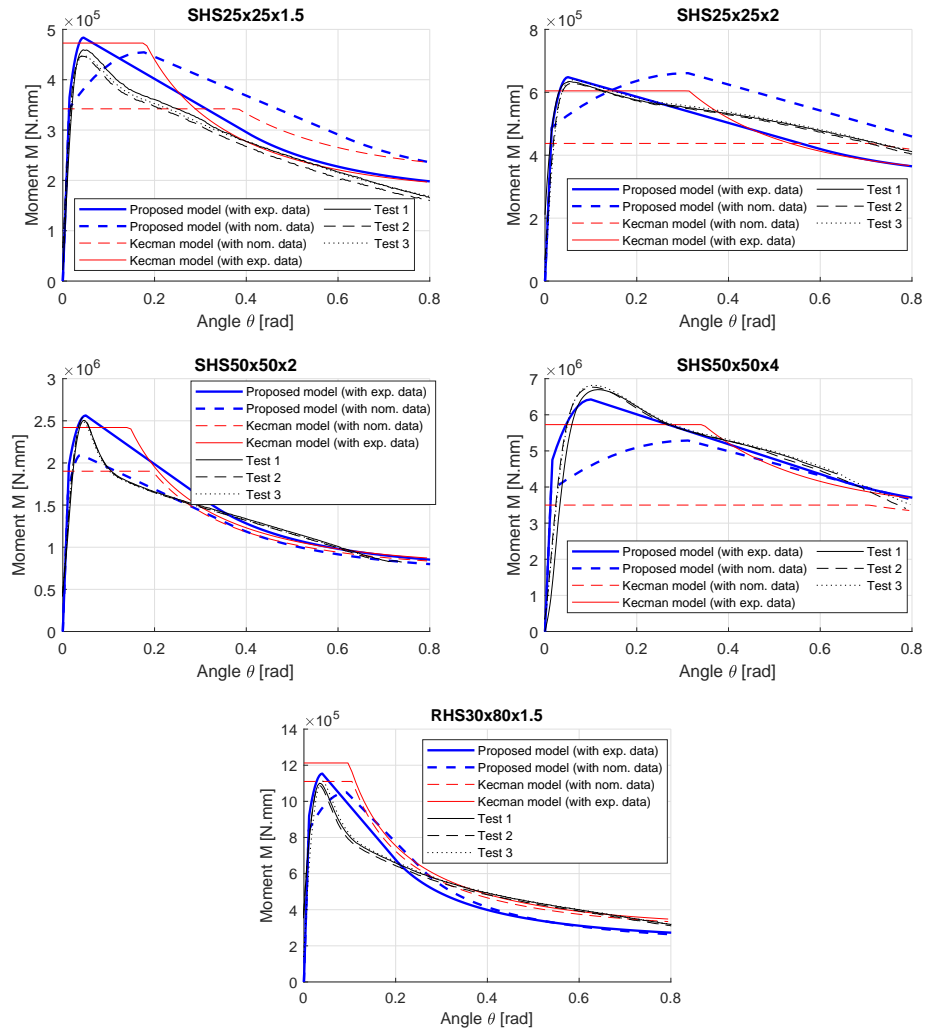 SHS25x25x1.5
×10⁵
5
4
3
2
1
0
Moment M [N.mm]
Proposed model (with exp. data)
Proposed model (with nom. data)
Kecman model (with nom. data)
Kecman model (with exp. data)
Test 1
Test 2
Test 3
0 0.2 0.4 0.6 0.8
Angle θ [rad]
SHS25x25x2
×10⁵
8
6
4
2
0
Moment M [N.mm]
Proposed model (with exp. data)
Proposed model (with nom. data)
Kecman model (with nom. data)
Kecman model (with exp. data)
Test 1
Test 2
Test 3
0 0.2 0.4 0.6 0.8
Angle θ [rad]
SHS50x50x2
×10⁶
3
2.5
2
1.5
1
0.5
0
Moment M [N.mm]
Proposed model (with exp. data)
Proposed model (with nom. data)
Kecman model (with nom. data)
Kecman model (with exp. data)
Test 1
Test 2
Test 3
0 0.2 0.4 0.6 0.8
Angle θ [rad]
SHS50x50x4
×10⁶
7
6
5
4
3
2
1
0
Moment M [N.mm]
Proposed model (with exp. data)
Proposed model (with nom. data)
Kecman model (with nom. data)
Kecman model (with exp. data)
Test 1
Test 2
Test 3
0 0.2 0.4 0.6 0.8
Angle θ [rad]
RHS30x80x1.5
×10⁵
14
12
10
8
6
4
2
0
Moment M [N.mm]
Proposed model (with exp. data)
Proposed model (with nom. data)
Kecman model (with nom. data)
Kecman model (with exp. data)
Test 1
Test 2
Test 3
0 0.2 0.4 0.6 0.8
Angle θ [rad]